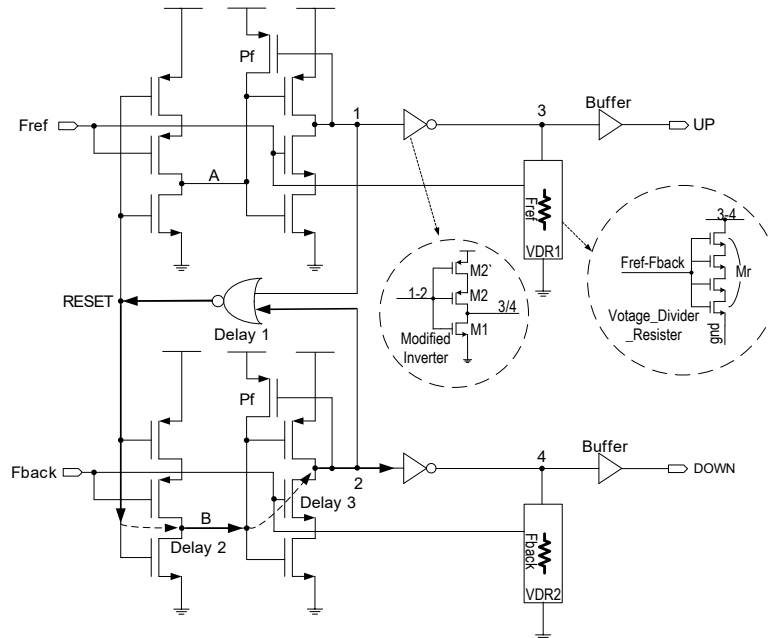 Pf
1
3
Buffer
UP
Fref
A
Fref
VDR1
3-4
Fref-Fback
Mr
Votage_Divider
_Resister
gnd
M2`
1-2
M2
3/4
M1
Modified
Inverter
RESET
Delay 1
Pf
4
Buffer
DOWN
Fback
2
B
Delay 3
Delay 2
Fback
VDR2